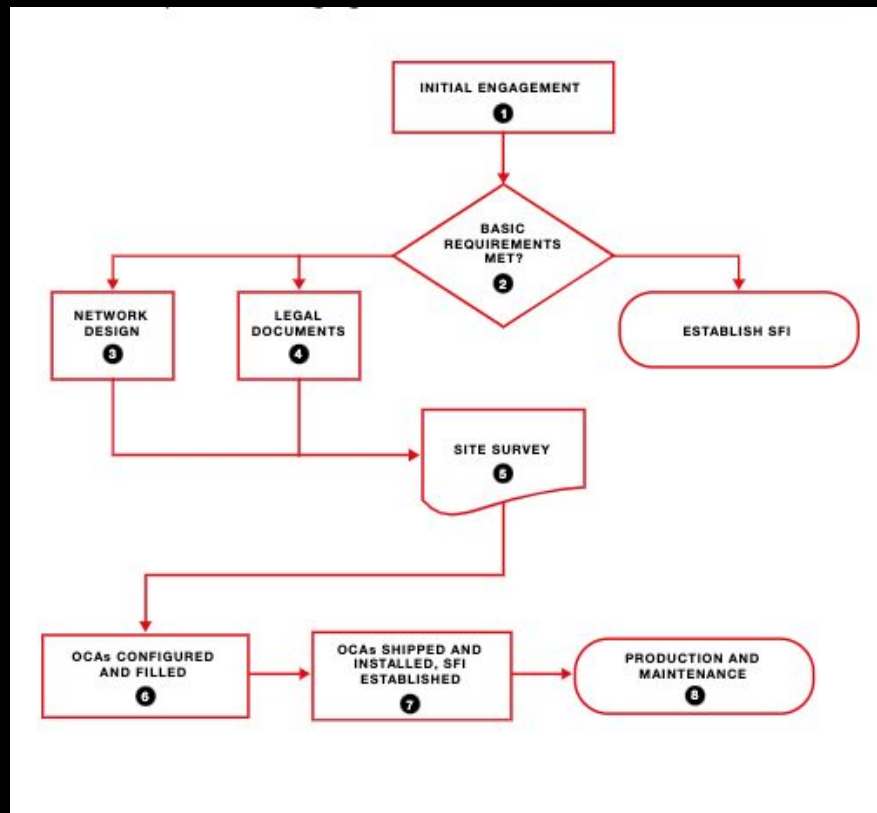 INITIAL ENGAGEMENT
1
BASIC
REQUIREMENTS
MET?
2
NETWORK
DESIGN
3
LEGAL
DOCUMENTS
4
ESTABLISH SFI
SITE SURVEY
5
OCAs CONFIGURED
AND FILLED
6
OCAs SHIPPED AND
INSTALLED, SFI
ESTABLISHED
7
PRODUCTION AND
MAINTENANCE
8